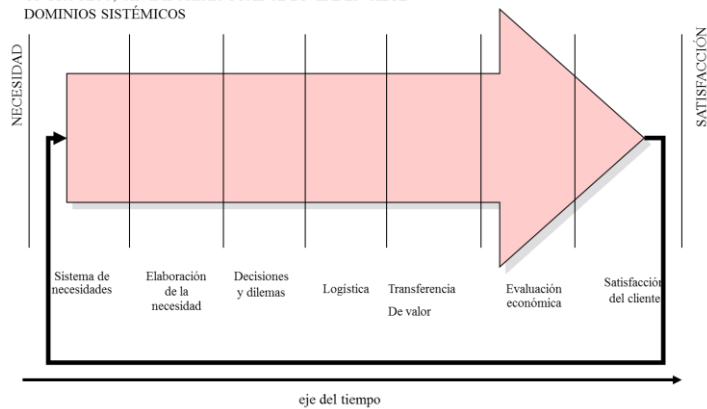 DOMINIOS SISTÉMICOS
NECESIDAD
SATISFACCIÓN
Sistema de
necesidades
Elaboración
de la
necesidad
Decisiones
y dilemas
Logística
Transferencia
De valor
Evaluación
económica
Satisfacción
del cliente
eje del tiempo